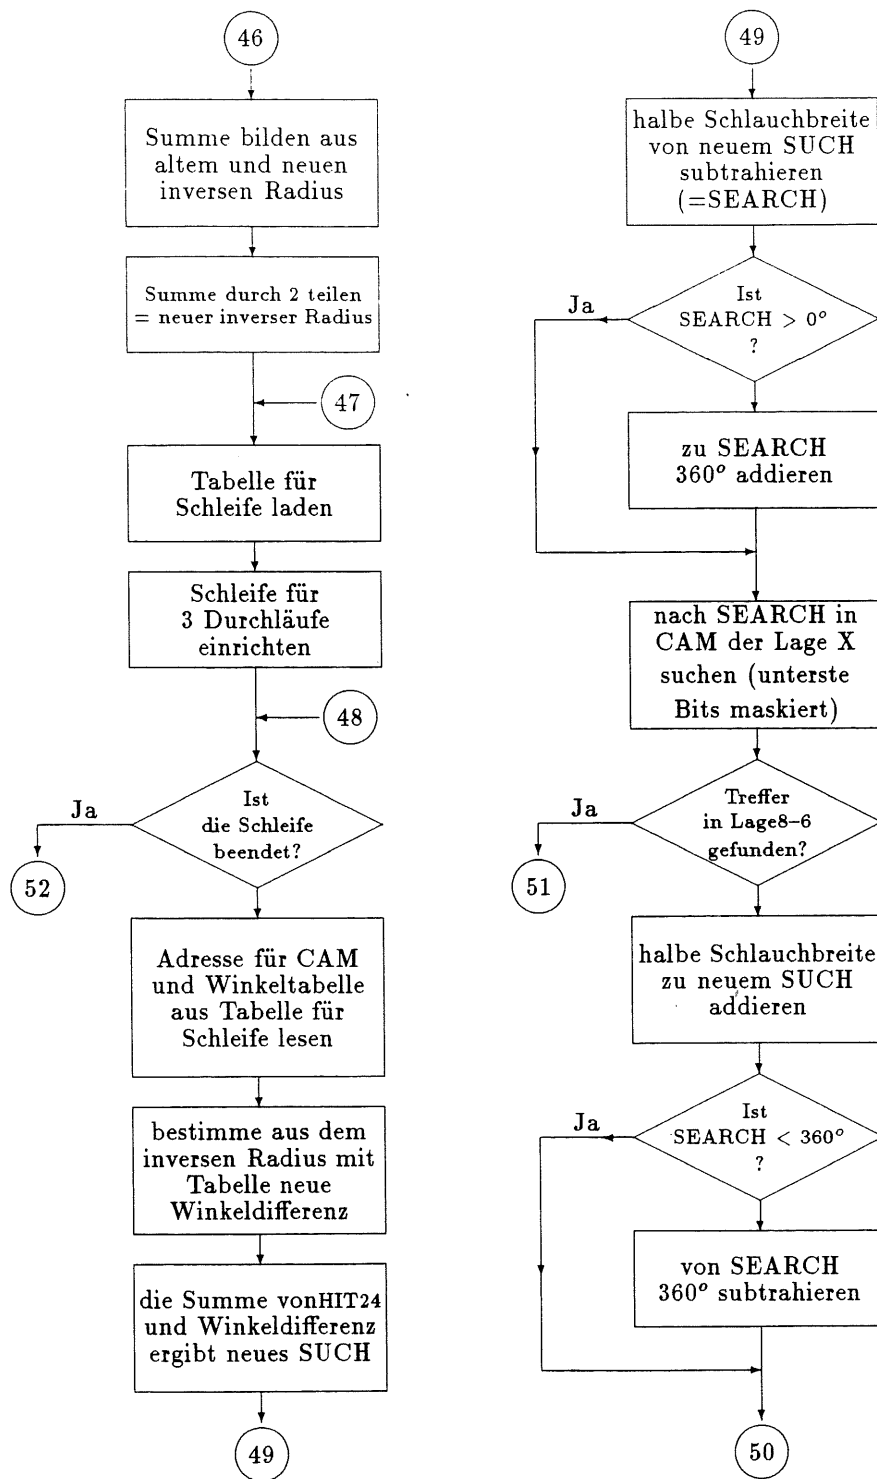 46
Summe bilden aus
altem und neuen
inversen Radius
Summe durch 2 teilen
= neuer inverser Radius
47
Tabelle für
Schleife laden
Schleife für
3 Durchläufe
einrichten
48
Ja
Ist
die Schleife
beendet?
52
Adresse für CAM
und Winkeltabelle
aus Tabelle für
Schleife lesen
bestimme aus dem
inversen Radius mit
Tabelle neue
Winkeldifferenz
die Summe vonHIT24
und Winkeldifferenz
ergibt neues SUCH
49
49
halbe Schlauchbreite
von neuem SUCH
subtrahieren
(=SEARCH)
Ja
Ist
SEARCH > 0°
?
zu SEARCH
360° addieren
nach SEARCH in
CAM der Lage X
suchen (unterste
Bits maskiert)
Ja
Treffer
in Lage8–6
gefunden?
51
halbe Schlauchbreite
zu neuem SUCH
addieren
Ja
Ist
SEARCH < 360°
?
von SEARCH
360° subtrahieren
50